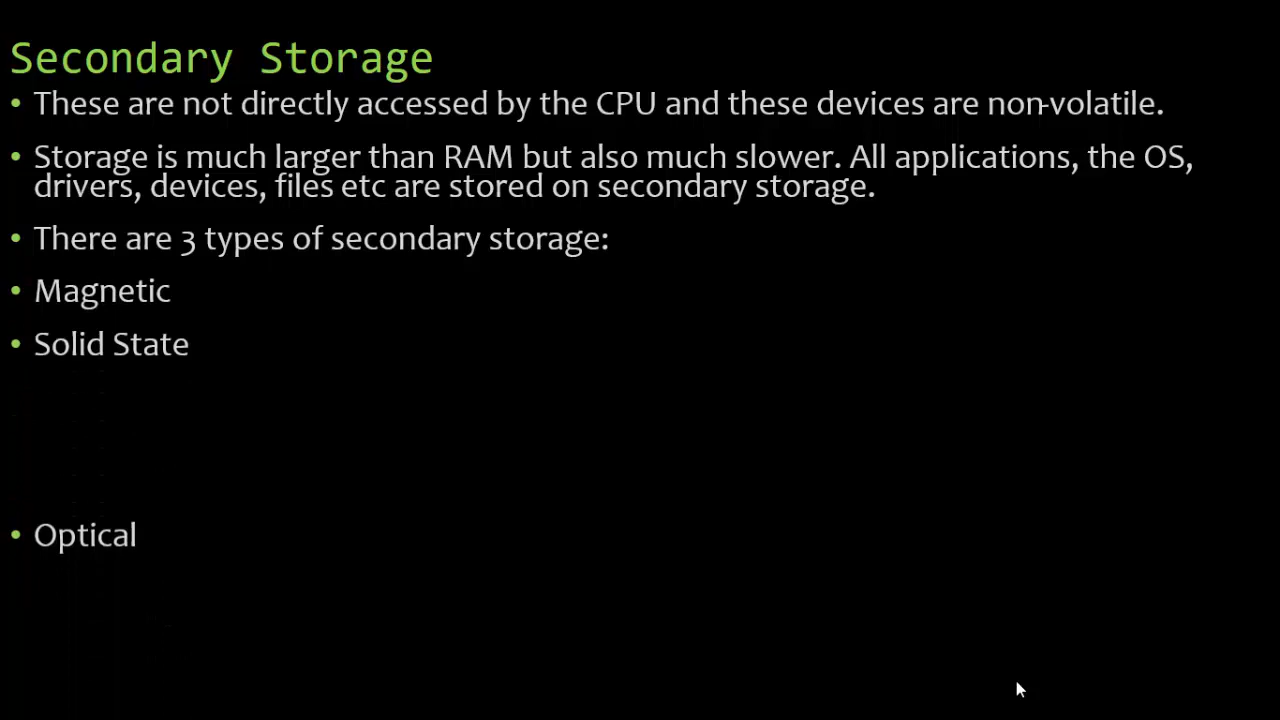 Secondary Storage
• These are not directly accessed by the CPU and these devices are non-volatile.
• Storage is much larger than RAM but also much slower. All applications, the OS,
drivers, devices, files etc are stored on secondary storage.
• There are 3 types of secondary storage:
• Magnetic
• Solid State
• Optical